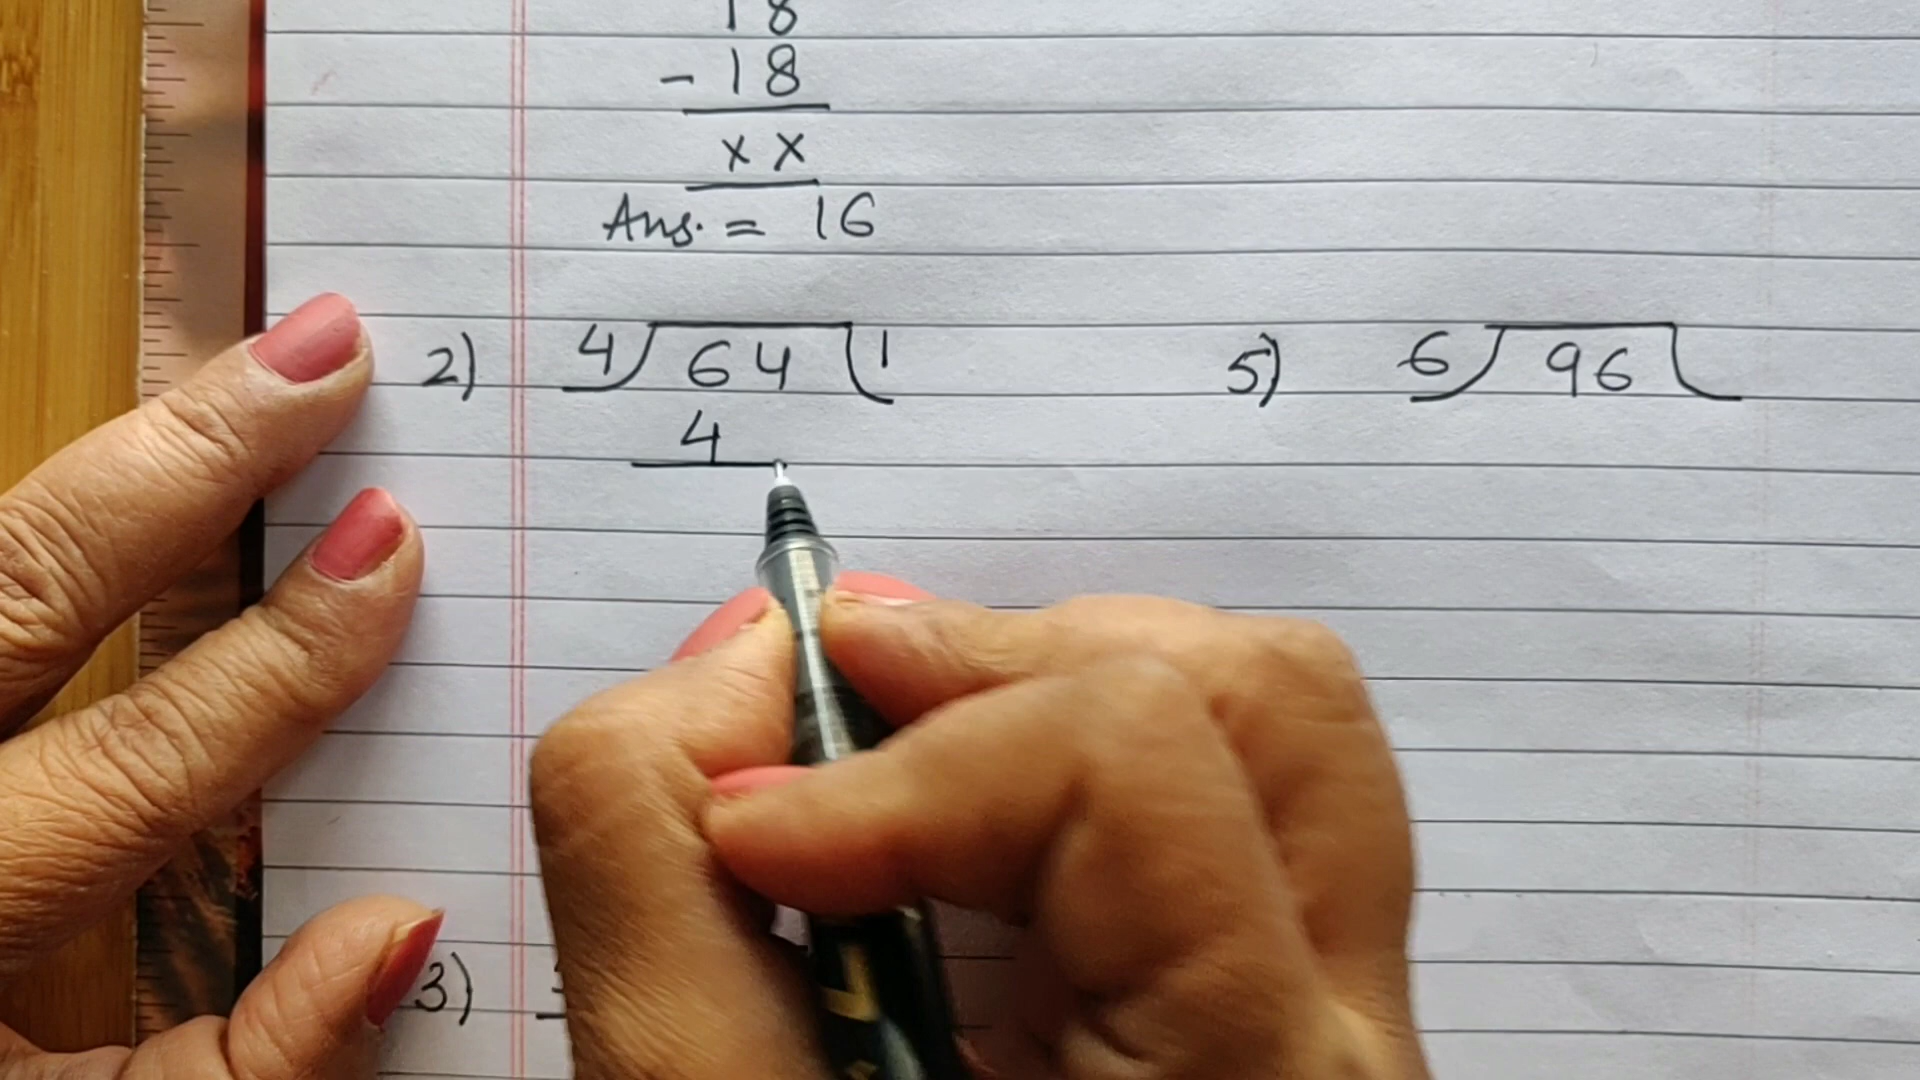 18
- 18
x x
Ans. = 16
2) 4 64 1
4
5) 6 96
3)